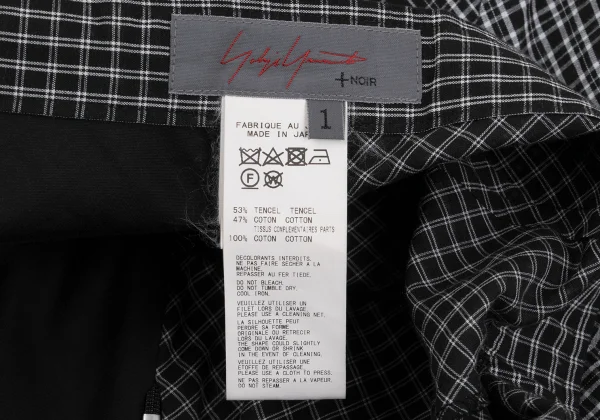 Yohji Yamamoto
+NOIR
1
FABRIQUE AU
MADE IN JAP
F
53% TENCEL TENCEL
47% COTON COTTON
TISSUS COMPLEMENTAIRES PARTS
100% COTON COTTON
DECOLORANTS INTERDITS.
NE PAS FAIRE SECHER A LA
MACHINE.
REPASSER AU FER TIEDE.
DO NOT BLEACH.
DO NOT TUMBLE DRY.
COOL IRON.
VEUILLEZ UTILISER UN
FILET LORS DU LAVAGE.
PLEASE USE A CLEANING NET.
LA SILHOUETTE PEUT
PERDRE SA FORME
ORIGINALE OU RETRECIR
LORS DU LAVAGE.
THE SHAPE COULD SLIGHTLY
COME DOWN OR SHRINK
IN THE EVENT OF CLEANING.
VEUILLEZ UTILISER UN
ETOFFE DE REPASSAGE.
PLEASE USE A CLOTH TO PRESS.
NE PAS REPASSER A LA VAPEUR.
DO NOT STEAM.